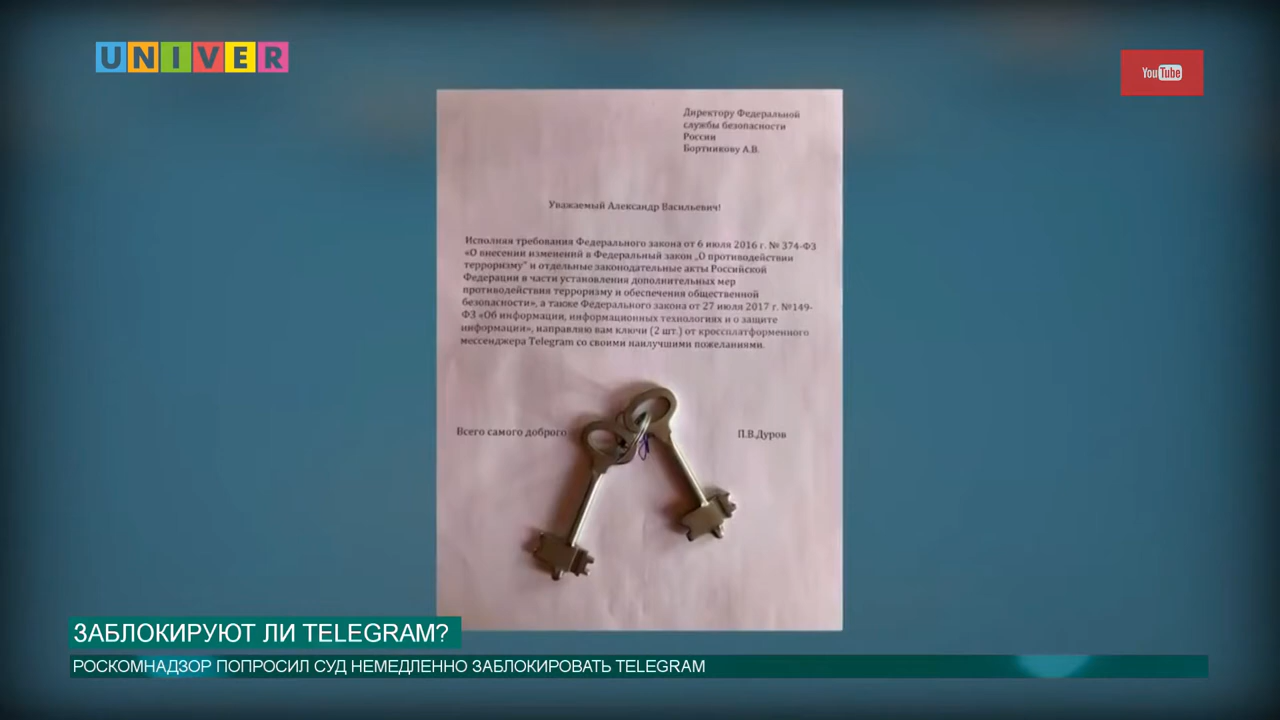 UNIVER
YouTube
Директору Федеральной
службы безопасности
России
Бортникову А.В.
Уважаемый Александр Васильевич!
Исполняя требования Федерального закона от 6 июля 2016 г. № 374-ФЗ
«О внесении изменений в Федеральный закон „О противодействии
терроризму" и отдельные законодательные акты Российской
Федерации в части установления дополнительных мер
противодействия терроризму и обеспечения общественной
безопасности», а также Федерального закона от 27 июля 2017 г. №149-
ФЗ «Об информации, информационных технологиях и о защите
информации», направляю вам ключи (2 шт.) от кроссплатформенного
мессенджера Telegram со своими наилучшими пожеланиями.
Всего самого доброго П.В.Дуров
ЗАБЛОКИРУЮТ ЛИ TELEGRAM?
РОСКОМНАДЗОР ПОПРОСИЛ СУД НЕМЕДЛЕННО ЗАБЛОКИРОВАТЬ TELEGRAM